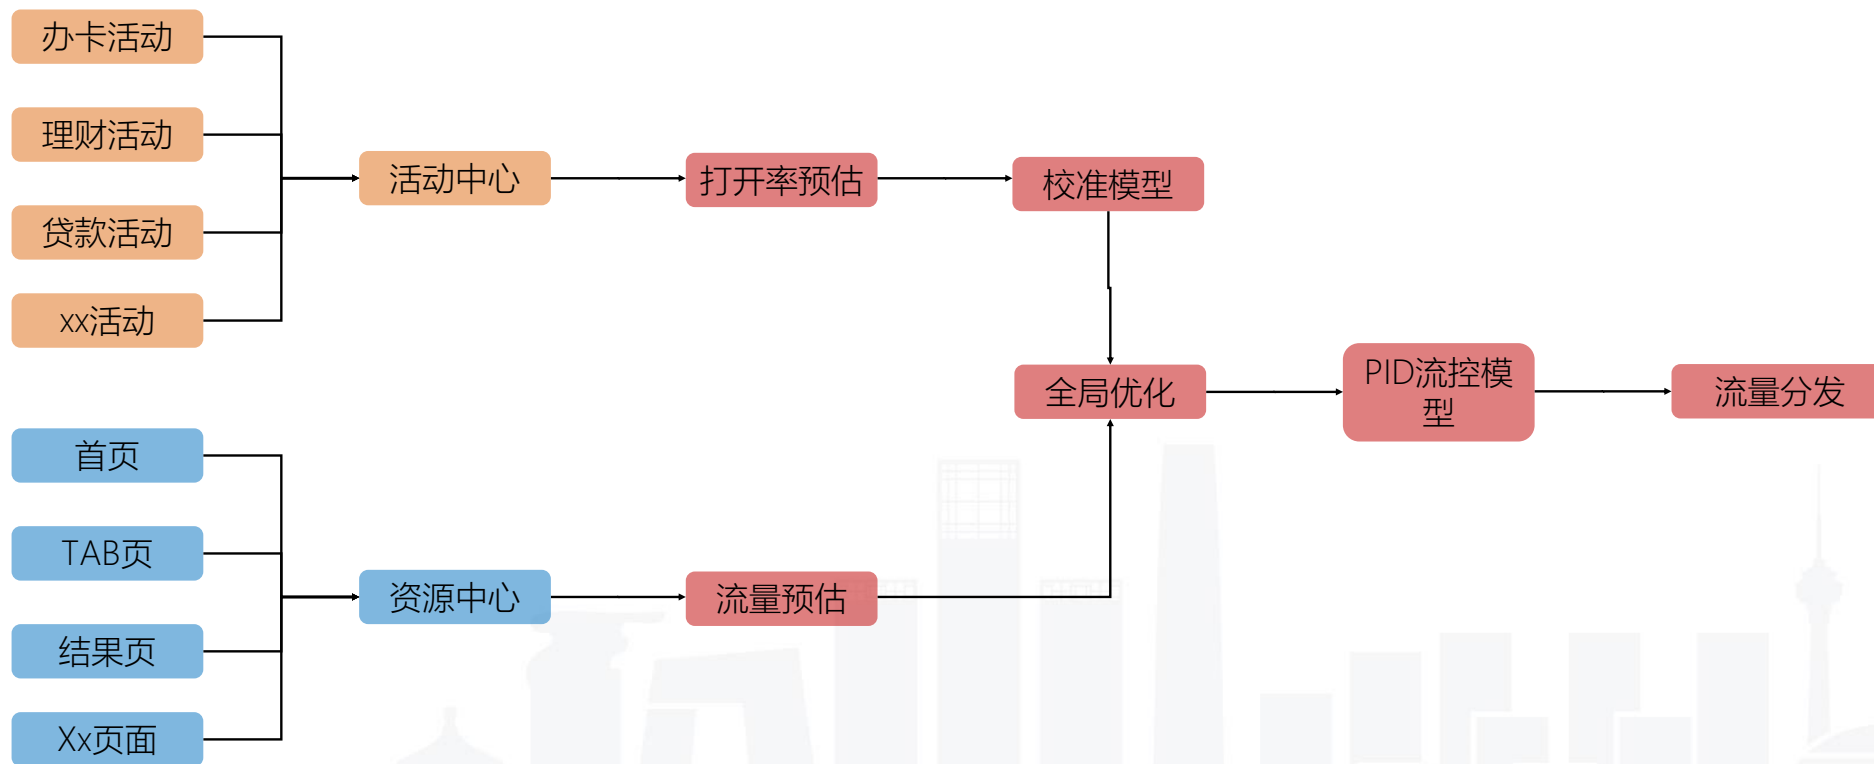 办卡活动
理财活动
贷款活动
xx活动
活动中心
打开率预估
校准模型
全局优化
PID流控模
型
流量分发
首页
TAB页
结果页
Xx页面
资源中心
流量预估